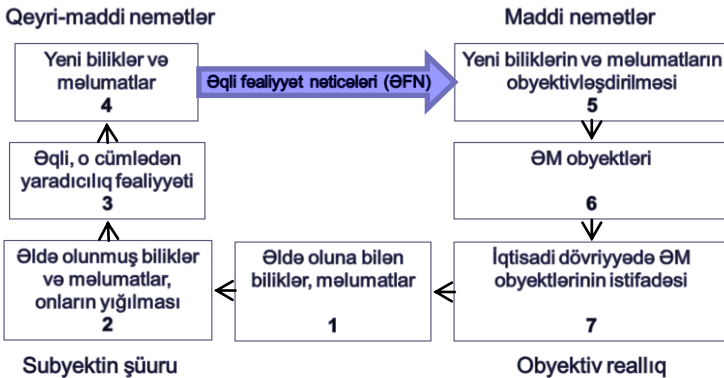 Qeyri-maddi nemətlər
Maddi nemətlər
Yeni biliklər və
məlumatlar
4
Əqli fəaliyyət nəticələri (ƏFN)
Yeni biliklərin və məlumatların
obyektivləşdirilməsi
5
Əqli, o cümlədən
yaradıcılıq fəaliyyəti
3
ƏM obyektləri
6
Əldə olunmuş biliklər
və məlumatlar,
onların yığılması
2
Əldə oluna bilən
biliklər, məlumatlar
1
İqtisadi dövriyyədə ƏM
obyektlərinin istifadəsi
7
Subyektin şüuru
Obyektiv reallıq